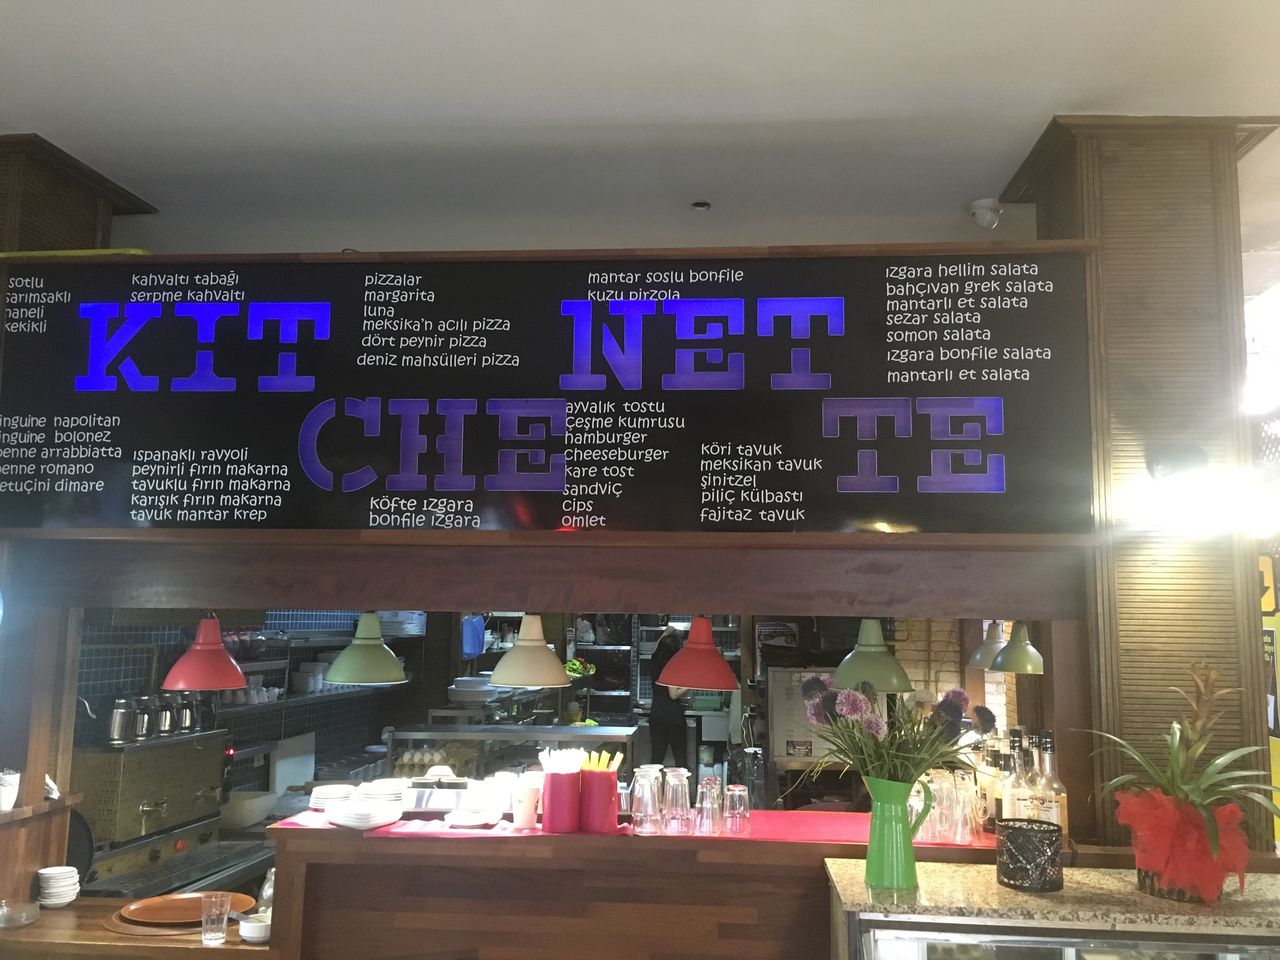 sotlu
sarımsaklı
naneli
kekikli
kahvaltı tabağı
serpme kahvaltı
pizzalar
margarita
luna
meksika'n acılı pizza
dört peynir pizza
deniz mahsülleri pizza
mantar soslu bonfile
kuzu pirzola
ızgara hellim salata
bahçıvan grek salata
mantarlı et salata
sezar salata
somon salata
ızgara bonfile salata
mantarlı et salata
KIT
NET
CHE
TE
inguine napolitan
inguine bolonez
penne arrabbiatta
penne romano
etuçini dimare
ıspanaklı ravyoli
peynirli fırın makarna
tavuklu fırın makarna
karışık fırın makarna
tavuk mantar krep
köfte ızgara
bonfile ızgara
ayvalık tostu
çeşme kumrusu
hamburger
cheeseburger
kare tost
sandviç
cips
omlet
köri tavuk
meksikan tavuk
şinitzel
piliç külbastı
fajitaz tavuk